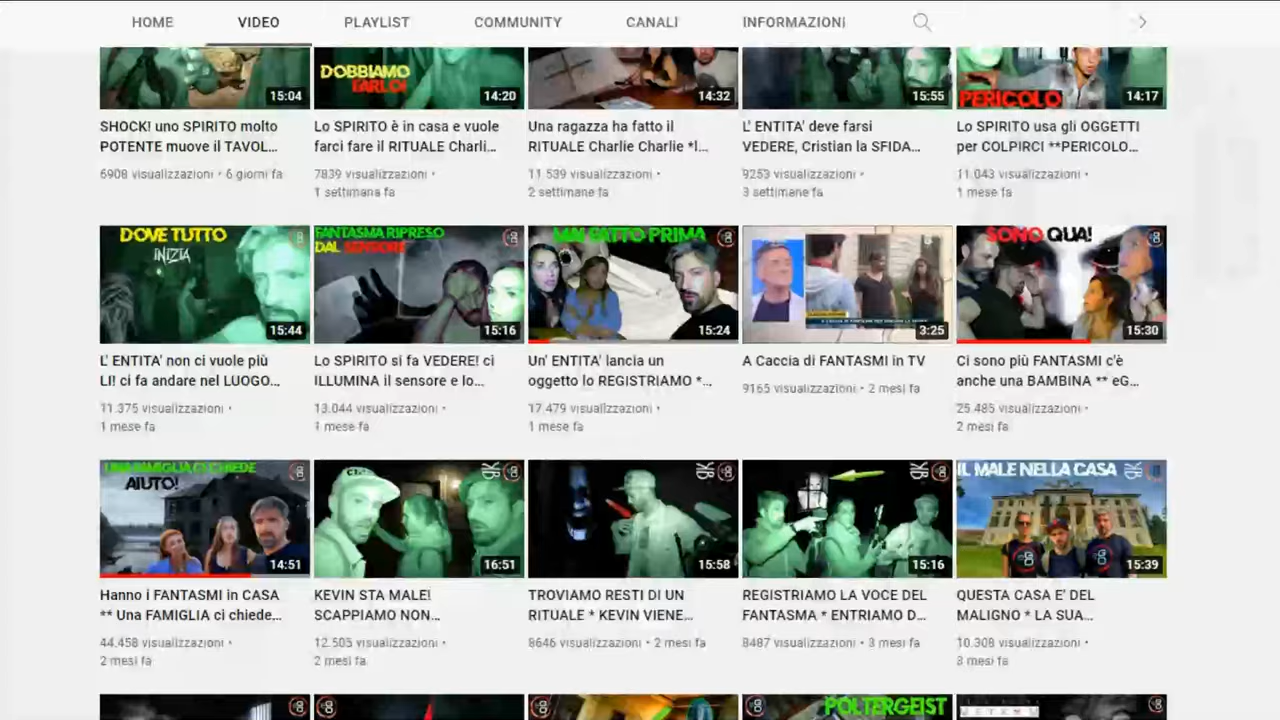 HOME VIDEO PLAYLIST COMMUNITY CANALI INFORMAZIONI
DOBBIAMO
FARLO!
PERICOLO
15:04 14:20 14:32 15:55 14:17
SHOCK! uno SPIRITO molto
POTENTE muove il TAVOL...
6908 visualizzazioni • 6 giorni fa
Lo SPIRITO è in casa e vuole
farci fare il RITUALE Charli...
7839 visualizzazioni •
1 settimana fa
Una ragazza ha fatto il
RITUALE Charlie Charlie *l...
11.539 visualizzazioni •
2 settimane fa
L' ENTITA' deve farsi
VEDERE, Cristian la SFIDA...
9253 visualizzazioni •
3 settimane fa
Lo SPIRITO usa gli OGGETTI
per COLPIRCI **PERICOLO...
11.043 visualizzazioni •
1 mese fa
DOVE TUTTO
INIZIA
15:44
L' ENTITA' non ci vuole più
LI! ci fa andare nel LUOGO...
11.375 visualizzazioni •
1 mese fa
FANTASMA RIPRESO
DAL SENSORE
15:16
Lo SPIRITO si fa VEDERE! ci
ILLUMINA il sensore e lo...
13.044 visualizzazioni •
1 mese fa
MAI FATTO PRIMA
15:24
Un' ENTITA' lancia un
oggetto lo REGISTRIAMO *...
17.479 visualizzazioni •
1 mese fa
3:25
A Caccia di FANTASMI in TV
9165 visualizzazioni • 2 mesi fa
SONO QUA!
15:30
Ci sono più FANTASMI c'è
anche una BAMBINA ** eG...
25.485 visualizzazioni •
2 mesi fa
UNA FAMIGLIA CI CHIEDE
AIUTO!
14:51
Hanno i FANTASMI in CASA
** Una FAMIGLIA ci chiede...
44.458 visualizzazioni •
2 mesi fa
16:51
KEVIN STA MALE!
SCAPPIAMO NON...
12.503 visualizzazioni •
2 mesi fa
15:58
TROVIAMO RESTI DI UN
RITUALE * KEVIN VIENE...
8646 visualizzazioni • 2 mesi fa
15:16
REGISTRIAMO LA VOCE DEL
FANTASMA * ENTRIAMO D...
8487 visualizzazioni • 3 mesi fa
IL MALE NELLA CASA
15:39
QUESTA CASA E' DEL
MALIGNO * LA SUA...
10.308 visualizzazioni •
3 mesi fa
POLTERGEIST